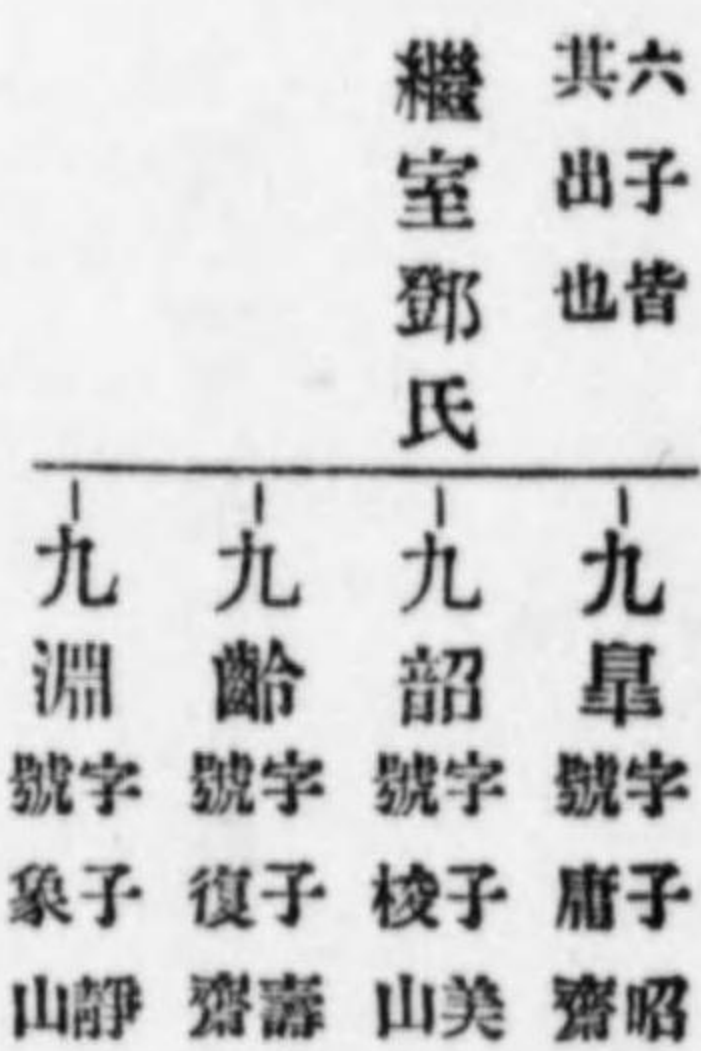 六子皆
其出也
繼室鄧氏
九皐
字子昭
號庸齋
九韶
字子美
號梭山
九齡
字子壽
號復齋
九淵
字子靜
號象山